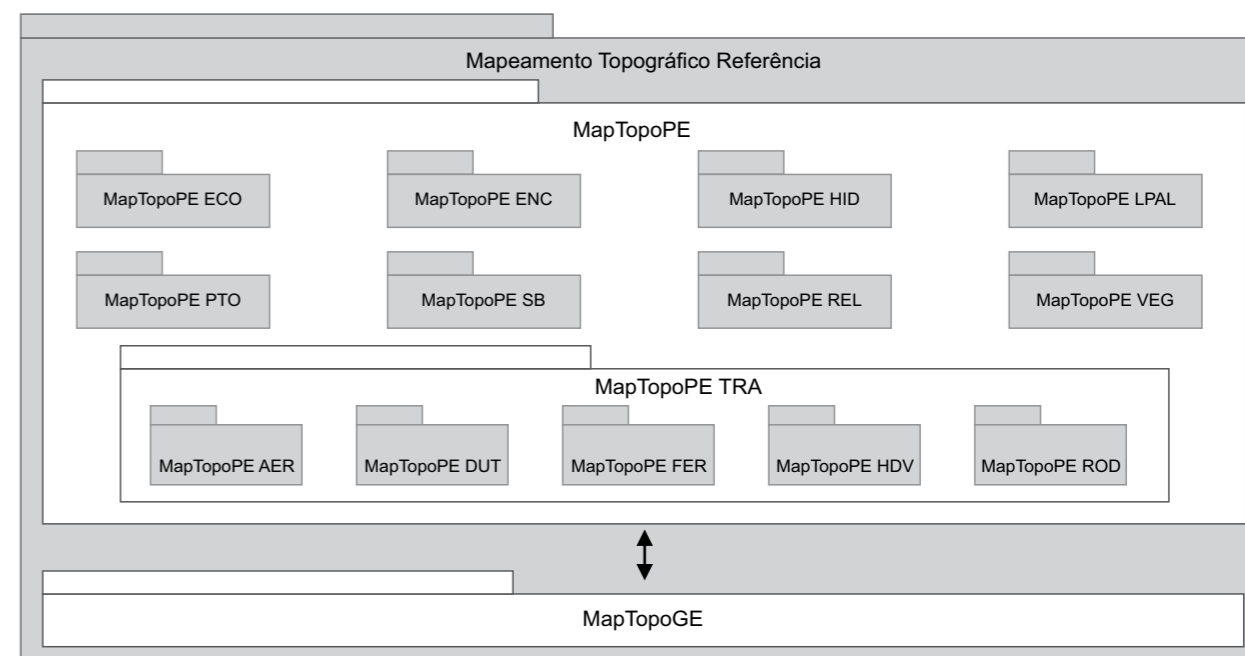 Mapeamento Topográfico Referência
MapTopoPE
MapTopoPE ECO
MapTopoPE ENC
MapTopoPE HID
MapTopoPE LPAL
MapTopoPE PTO
MapTopoPE SB
MapTopoPE REL
MapTopoPE VEG
MapTopoPE TRA
MapTopoPE AER
MapTopoPE DUT
MapTopoPE FER
MapTopoPE HDV
MapTopoPE ROD
MapTopoGE